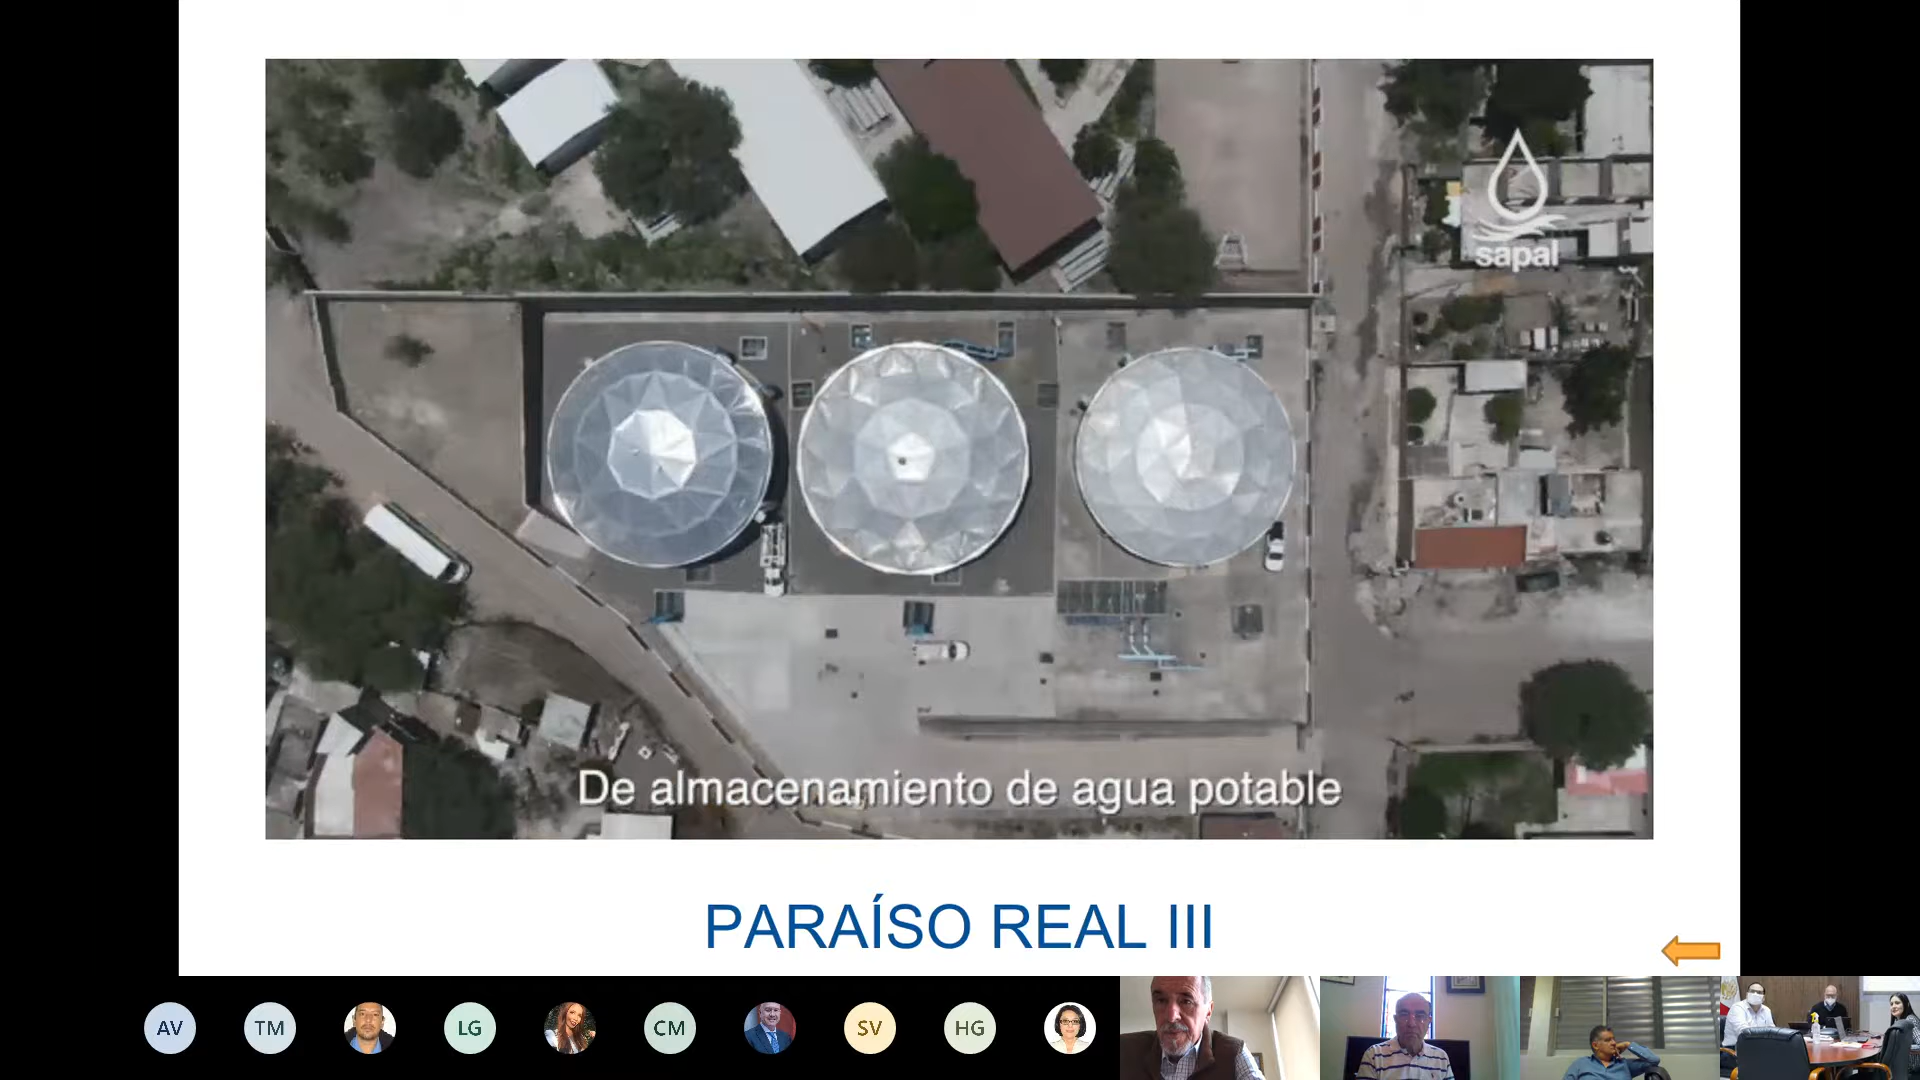 sapal
De almacenamiento de agua potable
PARAÍSO REAL III
AV
TM
LG
CM
SV
HG